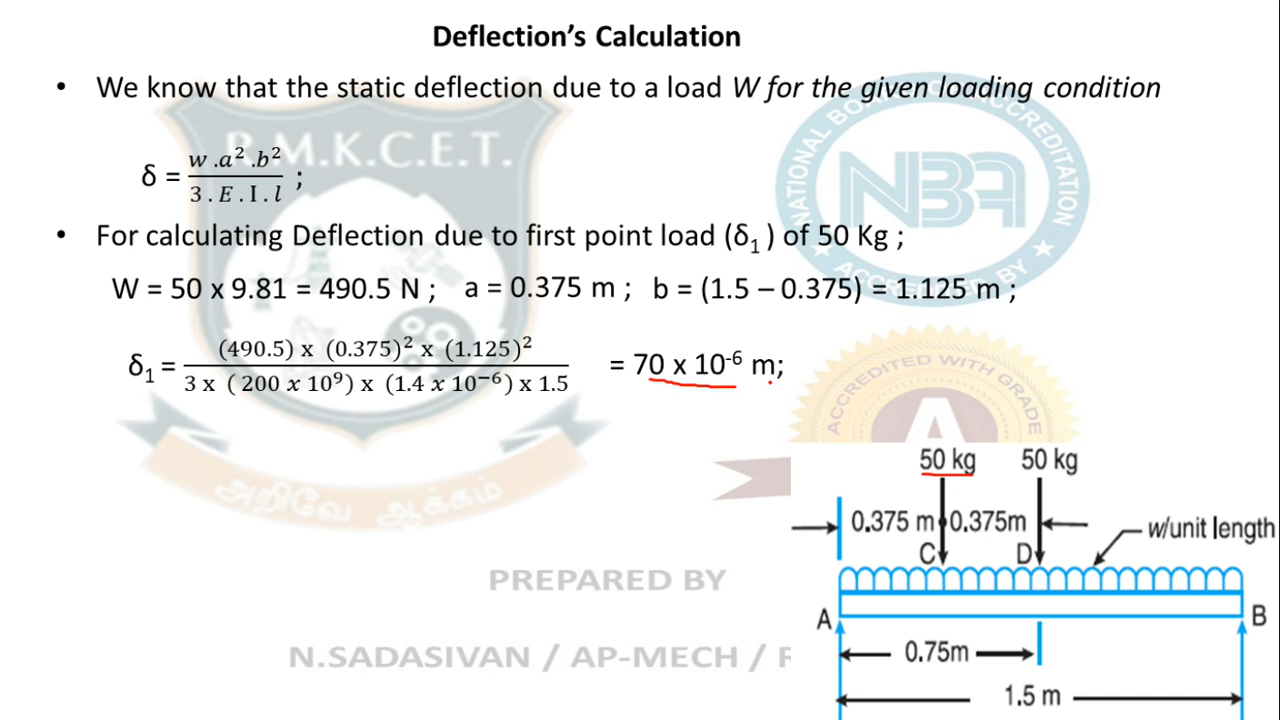 Deflection's Calculation
• We know that the static deflection due to a load W for the given loading condition
δ = w .a² .b² / 3 . E . I . l ;
• For calculating Deflection due to first point load (δ₁ ) of 50 Kg ;
W = 50 x 9.81 = 490.5 N ; a = 0.375 m ; b = (1.5 – 0.375) = 1.125 m ;
δ₁ = (490.5) x (0.375)² x (1.125)² / 3 x ( 200 x 10⁹) x (1.4 x 10⁻⁶) x 1.5 = 70 x 10⁻⁶ m;
50 kg 50 kg
0.375 m 0.375m
w/unit length
C D
A B
0.75m
1.5 m
R.M.K.C.E.T.
அறிவே ஆக்கம்
NATIONAL BOARD OF ACCREDITATION
NBA
ACCREDITED BY
ACCREDITED WITH GRADE
A
PREPARED BY
N.SADASIVAN / AP-MECH / R